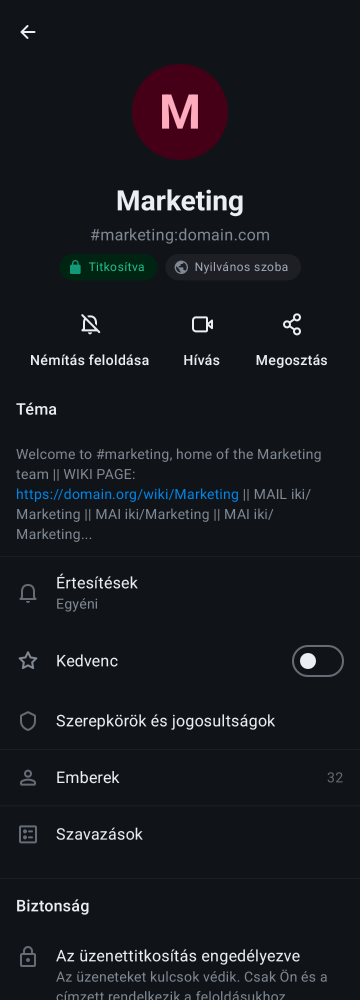 M
Marketing
#marketing:domain.com
Titkosítva
Nyilvános szoba
Némítás feloldása
Hívás
Megosztás
Téma
Welcome to #marketing, home of the Marketing
team || WIKI PAGE:
https://domain.org/wiki/Marketing || MAIL iki/
Marketing || MAI iki/Marketing || MAI iki/
Marketing...
Értesítések
Egyéni
Kedvenc
Szerepkörök és jogosultságok
Emberek
32
Szavazások
Biztonság
Az üzenettitkosítás engedélyezve
Az üzeneteket kulcsok védik. Csak Ön és a
címzett rendelkezik a feloldásukhoz